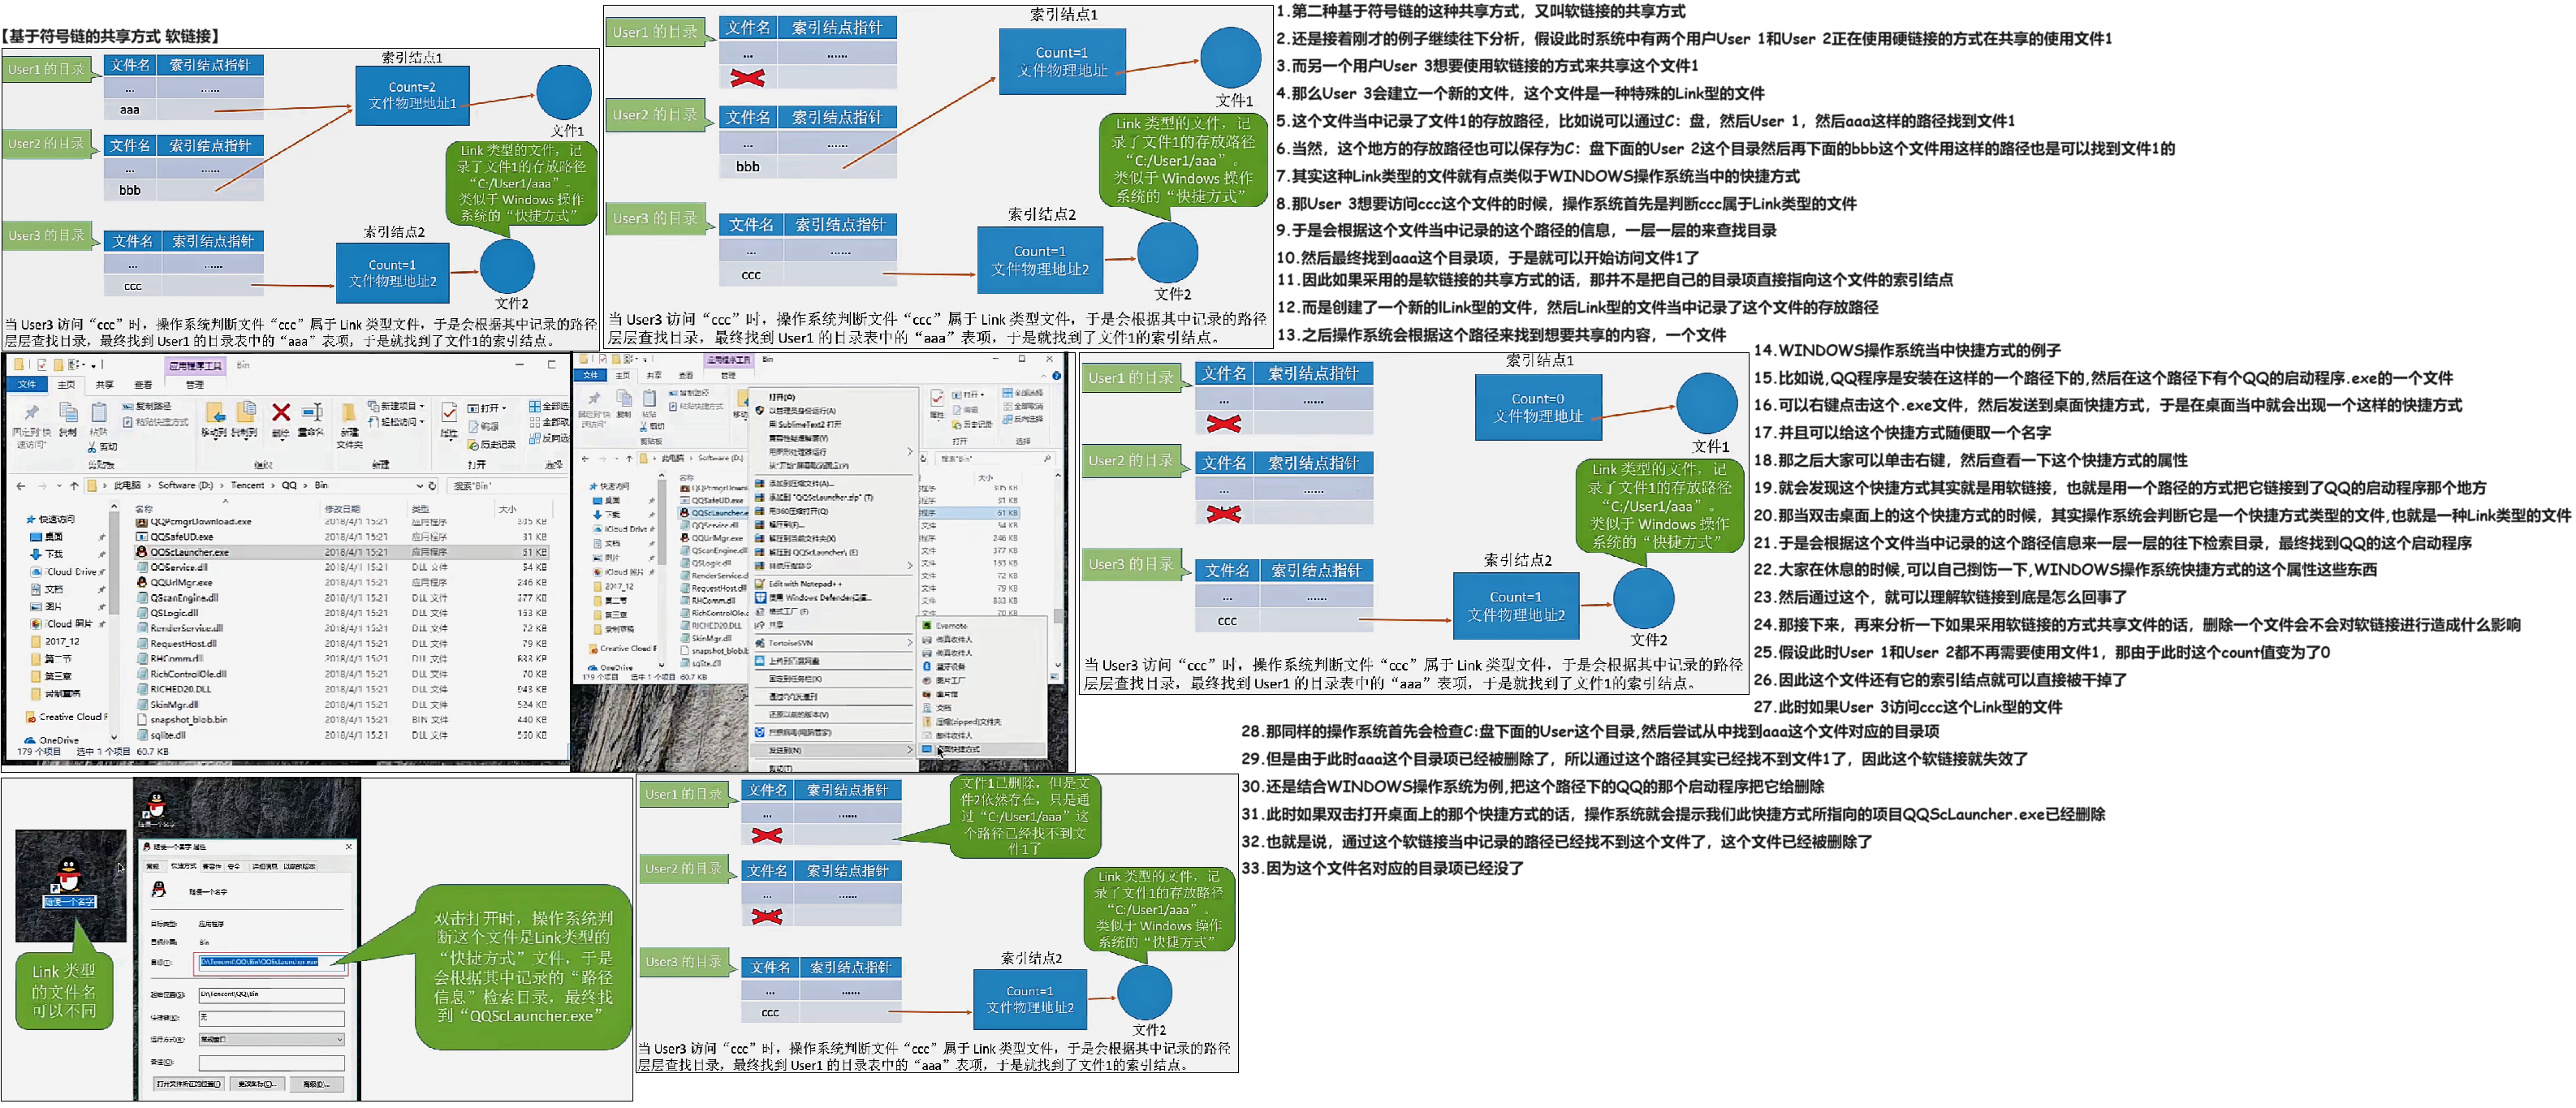 【基于符号链的共享方式 软链接】
User1 的目录
文件名 索引结点指针
... ......
aaa
User2 的目录
文件名 索引结点指针
... ......
bbb
User3 的目录
文件名 索引结点指针
... ......
ccc
索引结点1
Count=2
文件物理地址1
文件1
Link 类型的文件，记
录了文件1的存放路径
“C:/User1/aaa”。
类似于 Windows 操作
系统的“快捷方式”
索引结点2
Count=1
文件物理地址2
文件2
当 User3 访问“ccc”时，操作系统判断文件“ccc”属于 Link 类型文件，于是会根据其中记录的路径
层层查找目录，最终找到 User1 的目录表中的“aaa”表项，于是就找到了文件1的索引结点。
User1 的目录
文件名 索引结点指针
... ......
User2 的目录
文件名 索引结点指针
... ......
bbb
User3 的目录
文件名 索引结点指针
... ......
ccc
索引结点1
Count=1
文件物理地址
文件1
Link 类型的文件，记
录了文件1的存放路径
“C:/User1/aaa”。
类似于 Windows 操作
系统的“快捷方式”
索引结点2
Count=1
文件物理地址2
文件2
当 User3 访问“ccc”时，操作系统判断文件“ccc”属于 Link 类型文件，于是会根据其中记录的路径
层层查找目录，最终找到 User1 的目录表中的“aaa”表项，于是就找到了文件1的索引结点。
1.第二种基于符号链的这种共享方式，又叫软链接的共享方式
2.还是接着刚才的例子继续往下分析，假设此时系统中有两个用户User 1和User 2正在使用硬链接的方式在共享的使用文件1
3.而另一个用户User 3想要使用软链接的方式来共享这个文件1
4.那么User 3会建立一个新的文件，这个文件是一种特殊的Link型的文件
5.这个文件当中记录了文件1的存放路径，比如说可以通过C：盘，然后User 1，然后aaa这样的路径找到文件1
6.当然，这个地方的存放路径也可以保存为C：盘下面的User 2这个目录然后再下面的bbb这个文件用这样的路径也是可以找到文件1的
7.其实这种Link类型的文件就有点类似于WINDOWS操作系统当中的快捷方式
8.那User 3想要访问ccc这个文件的时候，操作系统首先是判断ccc属于Link类型的文件
9.于是会根据这个文件当中记录的这个路径的信息，一层一层的来查找目录
10.然后最终找到aaa这个目录项，于是就可以开始访问文件1了
11.因此如果采用的是软链接的共享方式的话，那并不是把自己的目录项直接指向这个文件的索引结点
12.而是创建了一个新的lLink型的文件，然后Link型的文件当中记录了这个文件的存放路径
13.之后操作系统会根据这个路径来找到想要共享的内容，一个文件
应用程序工具 Bin
文件 主页 共享 查看 管理
复制 粘贴
复制路径
粘贴快捷方式
剪切
移动到 复制到 删除 重命名
新建
文件夹
新建项目
轻松访问
属性
打开
编辑
历史记录
剪贴板 组织 新建 打开 选择
此电脑 › Software (D:) › Tencent › QQ › Bin 搜索"Bin"
名称 修改日期 类型 大小
快速访问
桌面
下载
iCloud Drive
文档
图片
iCloud 照片
2017_12
第二节
第三章
Creative Cloud F
OneDrive
QQPcmgrDownload.exe 2018/4/1 15:21 应用程序 305 KB
QQSafeUD.exe 2018/4/1 15:21 应用程序 31 KB
QQScLauncher.exe 2018/4/1 15:21 应用程序 61 KB
QQService.dll 2018/4/1 15:21 DLL 文件 54 KB
QQUrlMgr.exe 2018/4/1 15:21 应用程序 246 KB
QScanEngine.dll 2018/4/1 15:21 DLL 文件 377 KB
QSLogic.dll 2018/4/1 15:21 DLL 文件 153 KB
RenderService.dll 2018/4/1 15:21 DLL 文件 72 KB
RequestHost.dll 2018/4/1 15:21 DLL 文件 79 KB
RHComm.dll 2018/4/1 15:21 DLL 文件 833 KB
RichControlOle.dll 2018/4/1 15:21 DLL 文件 70 KB
RICHED20.DLL 2018/4/1 15:21 DLL 文件 943 KB
SkinMgr.dll 2018/4/1 15:21 DLL 文件 524 KB
snapshot_blob.bin 2018/4/1 15:21 BIN 文件 440 KB
sqlite.dll 2018/4/1 15:21 DLL 文件 530 KB
179 个项目 选中 1 个项目 60.7 KB
打开(O)
以管理员身份运行(A)
用 SublimeText2 打开
添加到压缩文件(A)...
添加到 "QQScLauncher.zip" (T)
用360压缩打开(Q)
解压到(F)...
解压到当前文件夹(X)
解压到 QQScLauncher\ (E)
Edit with Notepad++
使用 Windows Defender扫描...
格式工厂 (F)
共享
TortoiseSVN
上传到百度网盘
固定到任务栏(K)
还原以前的版本(V)
发送到(N)
剪切(T)
Evernote
传真收件人
传真收件人
蓝牙设备
图片工厂
文档
压缩(zipped)文件夹
邮件收件人
桌面快捷方式
User1 的目录
文件名 索引结点指针
... ......
User2 的目录
文件名 索引结点指针
... ......
User3 的目录
文件名 索引结点指针
... ......
ccc
索引结点1
Count=0
文件物理地址
文件1
Link 类型的文件，记
录了文件1的存放路径
“C:/User1/aaa”。
类似于 Windows 操作
系统的“快捷方式”
索引结点2
Count=1
文件物理地址2
文件2
当 User3 访问“ccc”时，操作系统判断文件“ccc”属于 Link 类型文件，于是会根据其中记录的路径
层层查找目录，最终找到 User1 的目录表中的“aaa”表项，于是就找到了文件1的索引结点。
14.WINDOWS操作系统当中快捷方式的例子
15.比如说,QQ程序是安装在这样的一个路径下的,然后在这个路径下有个QQ的启动程序.exe的一个文件
16.可以右键点击这个.exe文件，然后发送到桌面快捷方式，于是在桌面当中就会出现一个这样的快捷方式
17.并且可以给这个快捷方式随便取一个名字
18.那之后大家可以单击右键，然后查看一下这个快捷方式的属性
19.就会发现这个快捷方式其实就是用软链接，也就是用一个路径的方式把它链接到了QQ的启动程序那个地方
20.那当双击桌面上的这个快捷方式的时候，其实操作系统会判断它是一个快捷方式类型的文件,也就是一种Link类型的文件
21.于是会根据这个文件当中记录的这个路径信息来一层一层的往下检索目录，最终找到QQ的这个启动程序
22.大家在休息的时候,可以自己捯饬一下,WINDOWS操作系统快捷方式的这个属性这些东西
23.然后通过这个，就可以理解软链接到底是怎么回事了
24.那接下来，再来分析一下如果采用软链接的方式共享文件的话，删除一个文件会不会对软链接进行造成什么影响
25.假设此时User 1和User 2都不再需要使用文件1，那由于此时这个count值变为了0
26.因此这个文件还有它的索引结点就可以直接被干掉了
27.此时如果User 3访问ccc这个Link型的文件
28.那同样的操作系统首先会检查C:盘下面的User这个目录,然后尝试从中找到aaa这个文件对应的目录项
29.但是由于此时aaa这个目录项已经被删除了，所以通过这个路径其实已经找不到文件1了，因此这个软链接就失效了
30.还是结合WINDOWS操作系统为例,把这个路径下的QQ的那个启动程序把它给删除
31.此时如果双击打开桌面上的那个快捷方式的话，操作系统就会提示我们此快捷方式所指向的项目QQScLauncher.exe已经删除
32.也就是说，通过这个软链接当中记录的路径已经找不到这个文件了，这个文件已经被删除了
33.因为这个文件名对应的目录项已经没了
随便一个名字
Link 类型
的文件名
可以不同
随便一个名字
随便一个名字 属性
常规 快捷方式 兼容性 安全 详细信息 以前的版本
随便一个名字
目标类型: 应用程序
目标位置: Bin
目标(T): D:\Tencent\QQ\Bin\QQScLauncher.exe
起始位置(S): D:\Tencent\QQ\Bin
快捷键(K): 无
运行方式(R): 常规窗口
备注(O):
打开文件所在的位置(F) 更改图标(C)... 高级(D)...
双击打开时，操作系统判
断这个文件是Link类型的
“快捷方式”文件，于是
会根据其中记录的“路径
信息”检索目录，最终找
到“QQScLauncher.exe”
User1 的目录
文件名 索引结点指针
... ......
文件1已删除，但是文
件2依然存在，只是通
过“C:/User1/aaa”这
个路径已经找不到文
件1了
User2 的目录
文件名 索引结点指针
... ......
User3 的目录
文件名 索引结点指针
... ......
ccc
Link 类型的文件，记
录了文件1的存放路径
“C:/User1/aaa”。
类似于 Windows 操作
系统的“快捷方式”
索引结点2
Count=1
文件物理地址2
文件2
当 User3 访问“ccc”时，操作系统判断文件“ccc”属于 Link 类型文件，于是会根据其中记录的路径
层层查找目录，最终找到 User1 的目录表中的“aaa”表项，于是就找到了文件1的索引结点。